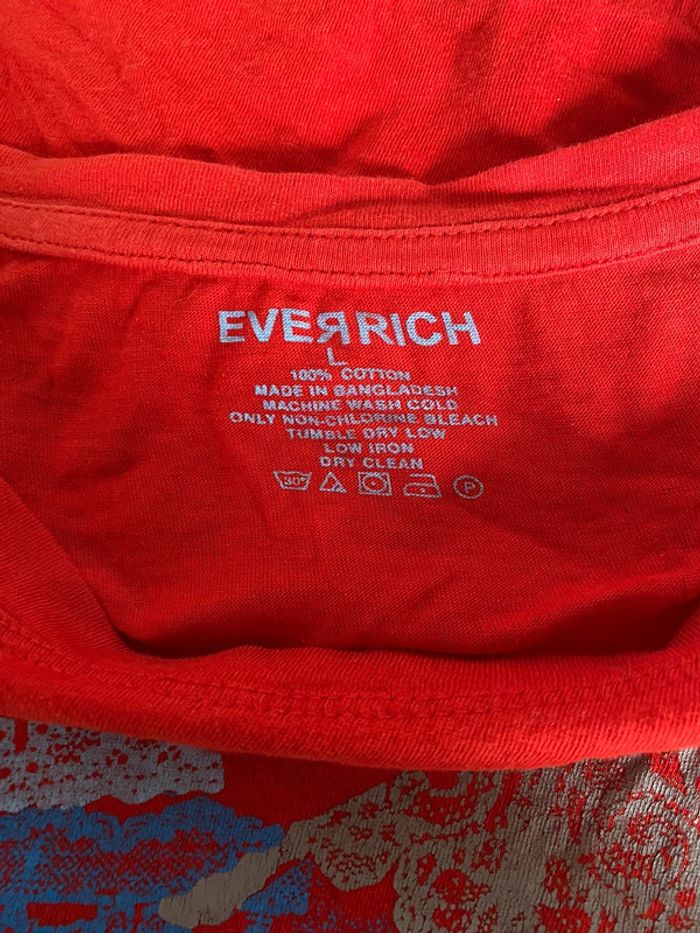 EVEЯRICH
L
100% COTTON
MADE IN BANGLADESH
MACHINE WASH COLD
ONLY NON-CHLORINE BLEACH
TUMBLE DRY LOW
LOW IRON
DRY CLEAN
30° P